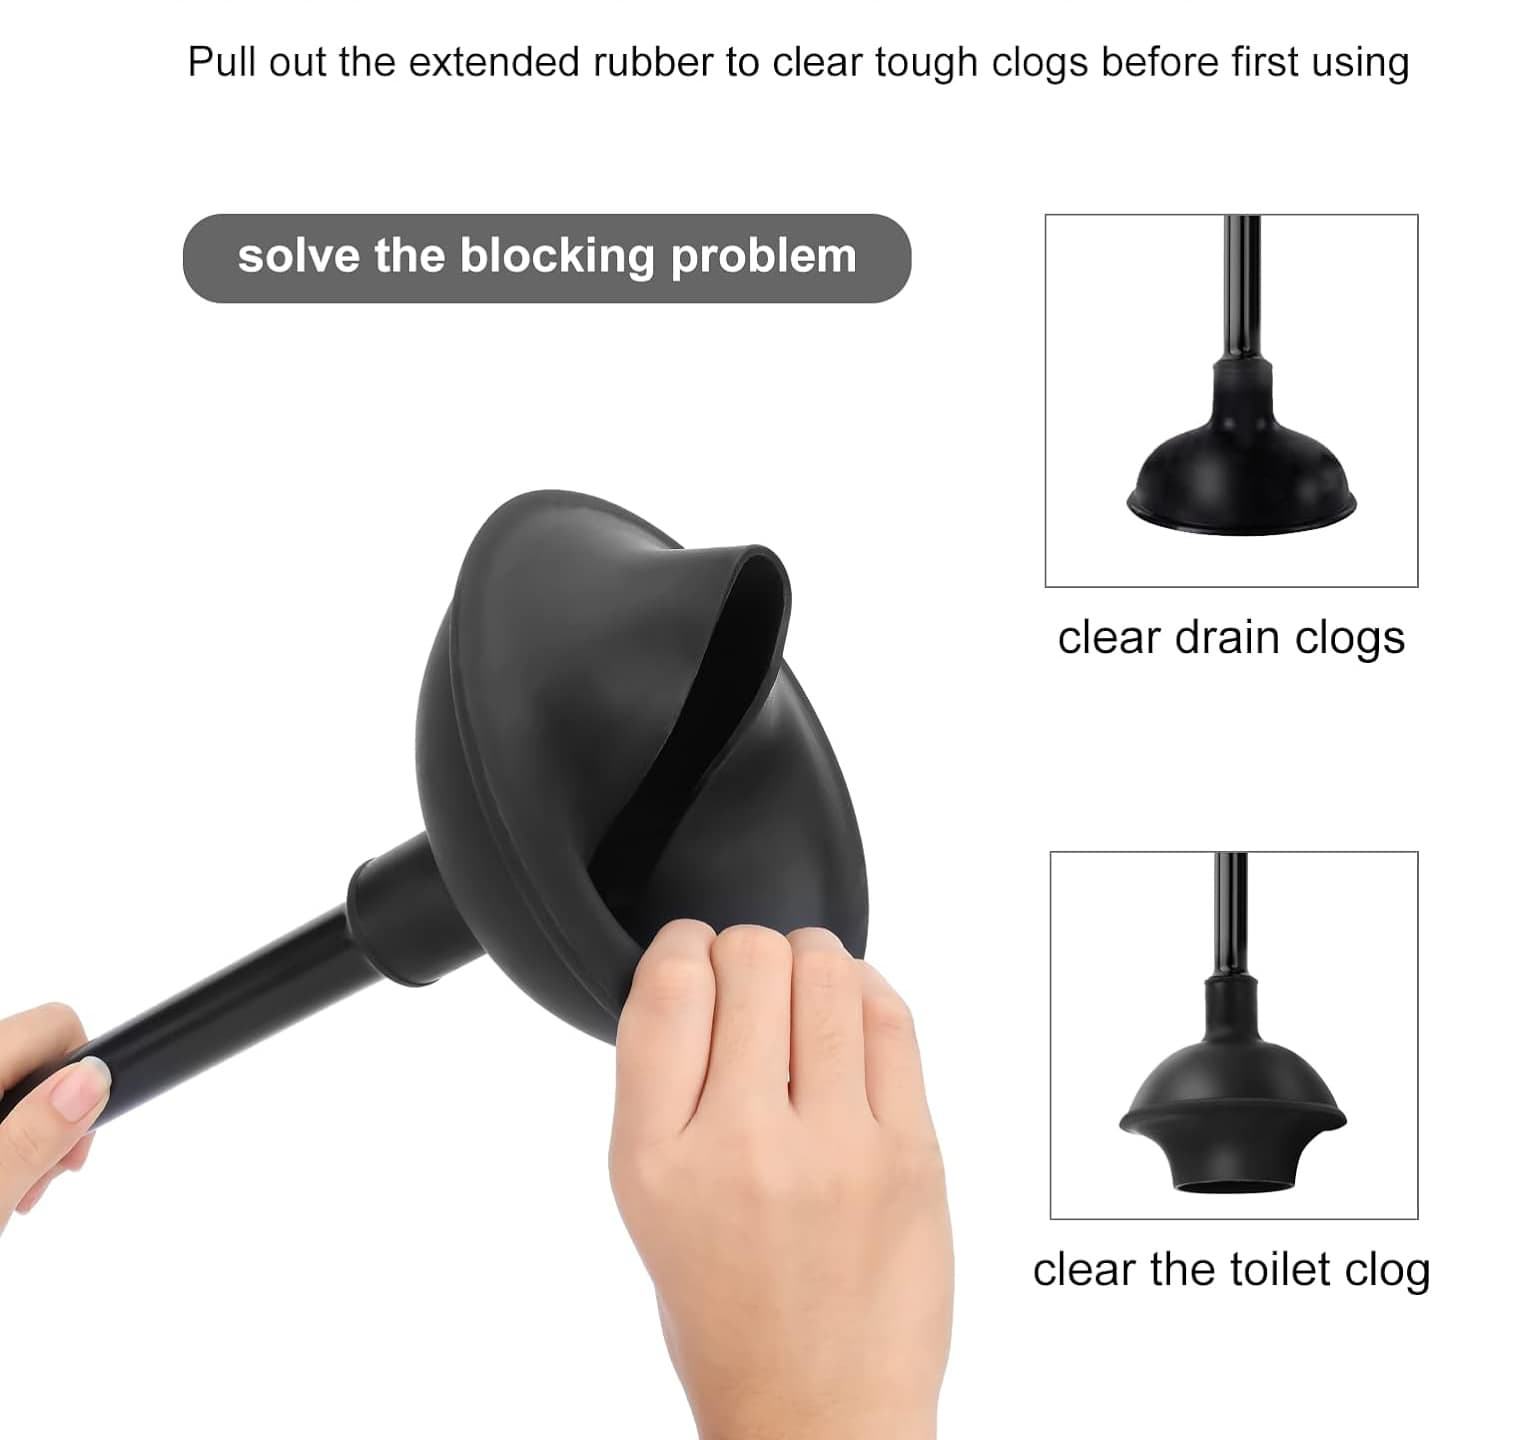 Pull out the extended rubber to clear tough clogs before first using
solve the blocking problem
clear drain clogs
clear the toilet clog